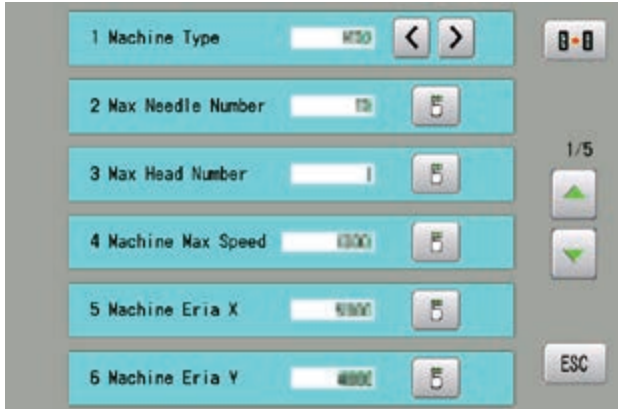 1 Machine Type
2 Max Needle Number
1/5
3 Max Head Number
4 Machine Max Speed
5 Machine Eria X
6 Machine Eria Y
ESC